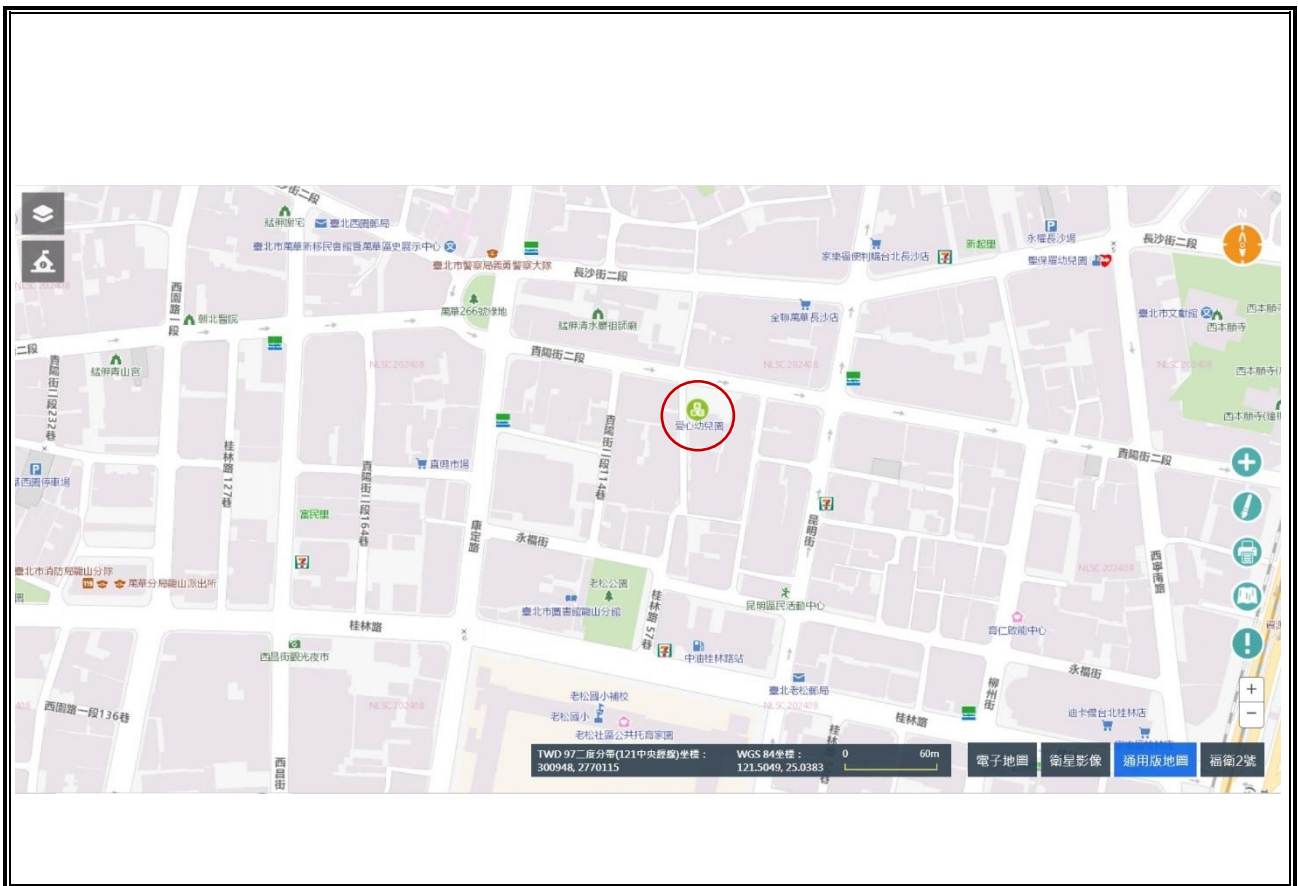 艋舺謝宅
臺北西園郵局
臺北市萬華新移民會館暨萬華區史展示中心
臺北市警察局義勇警察大隊
長沙街二段
家樂福便利購台北長沙店
新起里
永權長沙場
聖保羅幼兒園
長沙街二段
N
西園路一段
朝北醫院
萬華266號綠地
艋舺清水巖祖師廟
全聯萬華長沙店
臺北市文獻館
西本願寺
貴陽街二段
NLSC 202408
NLSC 202408
艋舺青山宮
貴陽街二段232巷
愛心幼兒園
貴陽街二段114巷
貴陽街二段
桂林路127巷
直興市場
貴陽街二段164巷
富民里
康定路
永福街
昆明街
西寧南路
NLSC 202408
臺北市消防局龍山分隊
萬華分局龍山派出所
老松公園
臺北市圖書館龍山分館
桂林路57巷
昆明區民活動中心
育仁啟能中心
桂林路
西昌街觀光夜市
中油桂林路站
永福街
臺北老松郵局
柳州街
西園路一段136巷
NLSC 202408
老松國小補校
老松國小
老松社區公共托育家園
NLSC 202408
桂林路
迪卡儂台北桂林店
西昌街
TWD 97二度分帶(121中央經線)坐標：
300948, 2770115
WGS 84坐標：
121.5049, 25.0383
0 60m
電子地圖 衛星影像 通用版地圖 福衛2號